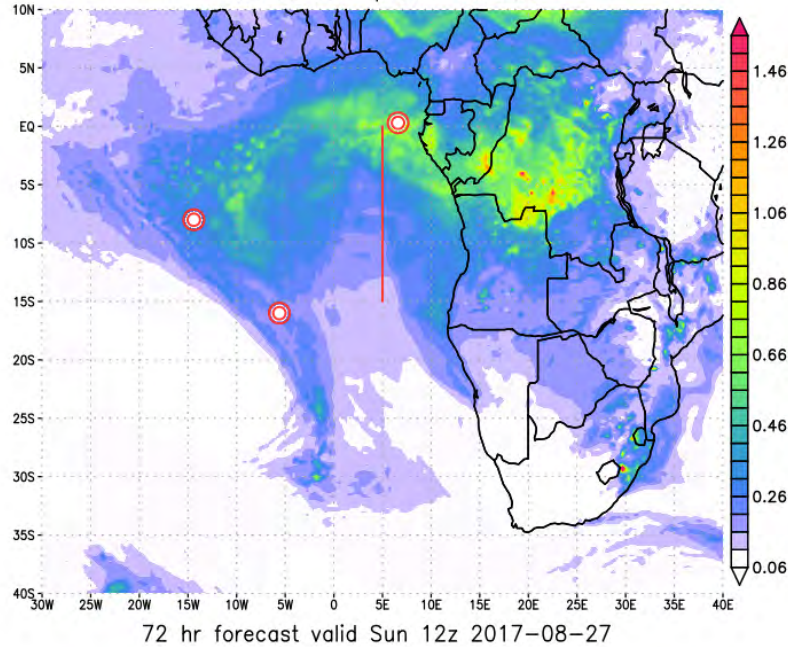 10N
5N
EQ
5S
10S
15S
20S
25S
30S
35S
40S
1.46
1.26
1.06
0.86
0.66
0.46
0.26
0.06
30W 25W 20W 15W 10W 5W 0 5E 10E 15E 20E 25E 30E 35E 40E
72 hr forecast valid Sun 12z 2017-08-27